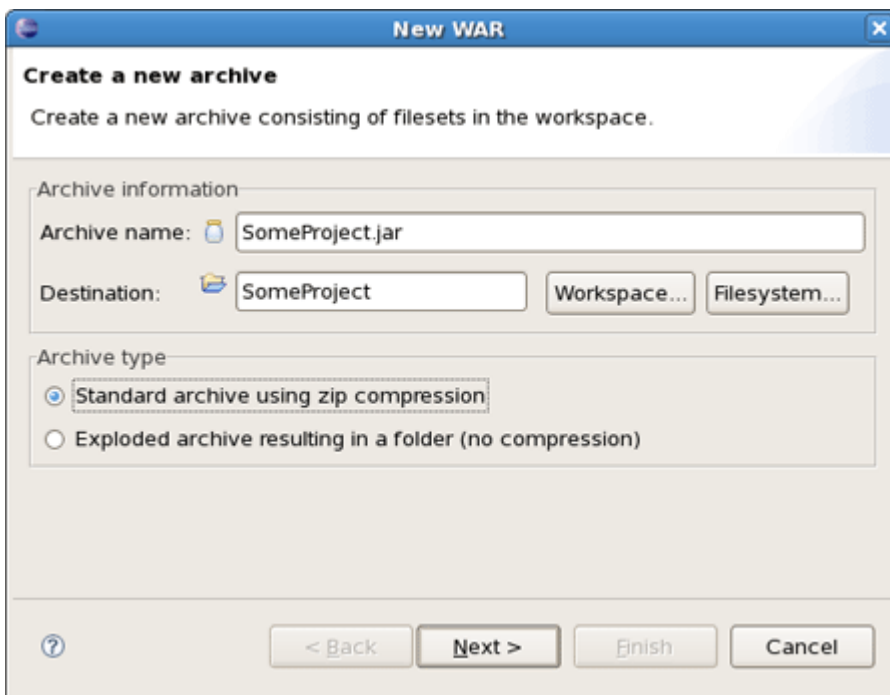 New WAR
Create a new archive
Create a new archive consisting of filesets in the workspace.
Archive information
Archive name: SomeProject.jar
Destination: SomeProject Workspace... Filesystem...
Archive type
Standard archive using zip compression
Exploded archive resulting in a folder (no compression)
? < Back Next > Finish Cancel